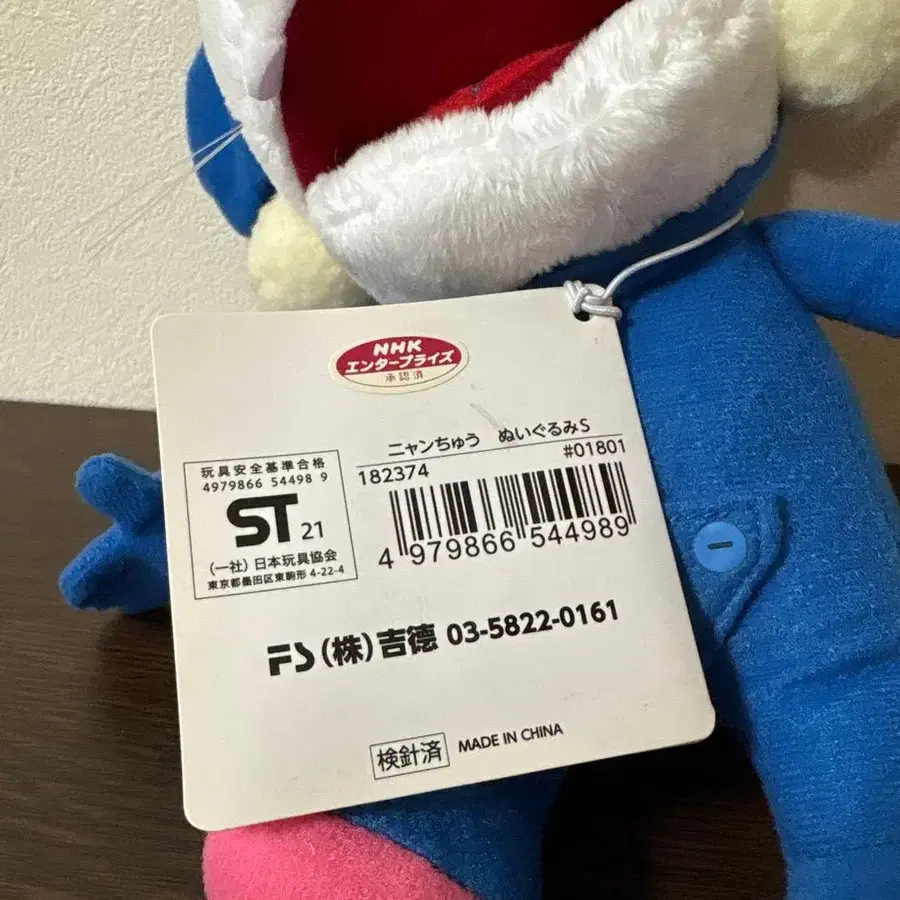 NHK
エンタープライズ
承認済
ニャンちゅう ぬいぐるみS
182374 #01801
4 979866 544989
玩具安全基準合格
4979866 54498 9
ST 21
(一社)日本玩具協会
東京都墨田区東駒形 4-22-4
FS(株)吉德 03-5822-0161
検針済 MADE IN CHINA